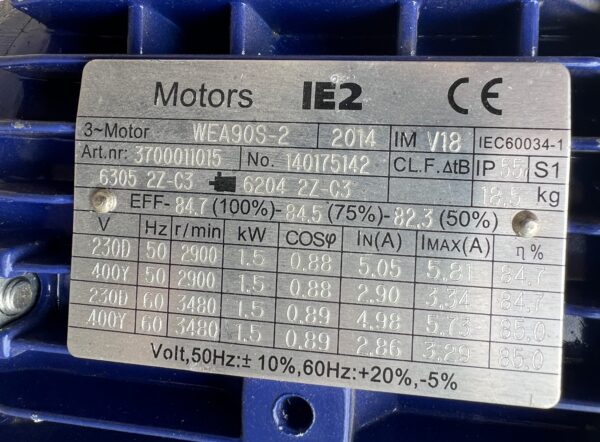 Motors IE2 CE
3~Motor WEA90S-2 2014 IM V18 IEC60034-1
Art.nr: 3700011015 No. 140175142 CL.F.ΔtB IP 55 S1
6305 2Z-C3 6204 2Z-C3 18.5 kg
EFF-84.7 (100%)-84.5 (75%)-82.3 (50%)
V Hz r/min kW COSφ IN(A) IMAX(A) η%
230D 50 2900 1.5 0.88 5.05 5.81 84.7
400Y 50 2900 1.5 0.88 2.90 3.34 84.7
230D 60 3480 1.5 0.89 4.98 5.73 85.0
400Y 60 3480 1.5 0.89 2.86 3.29 85.0
Volt,50Hz:±10%,60Hz:+20%,-5%